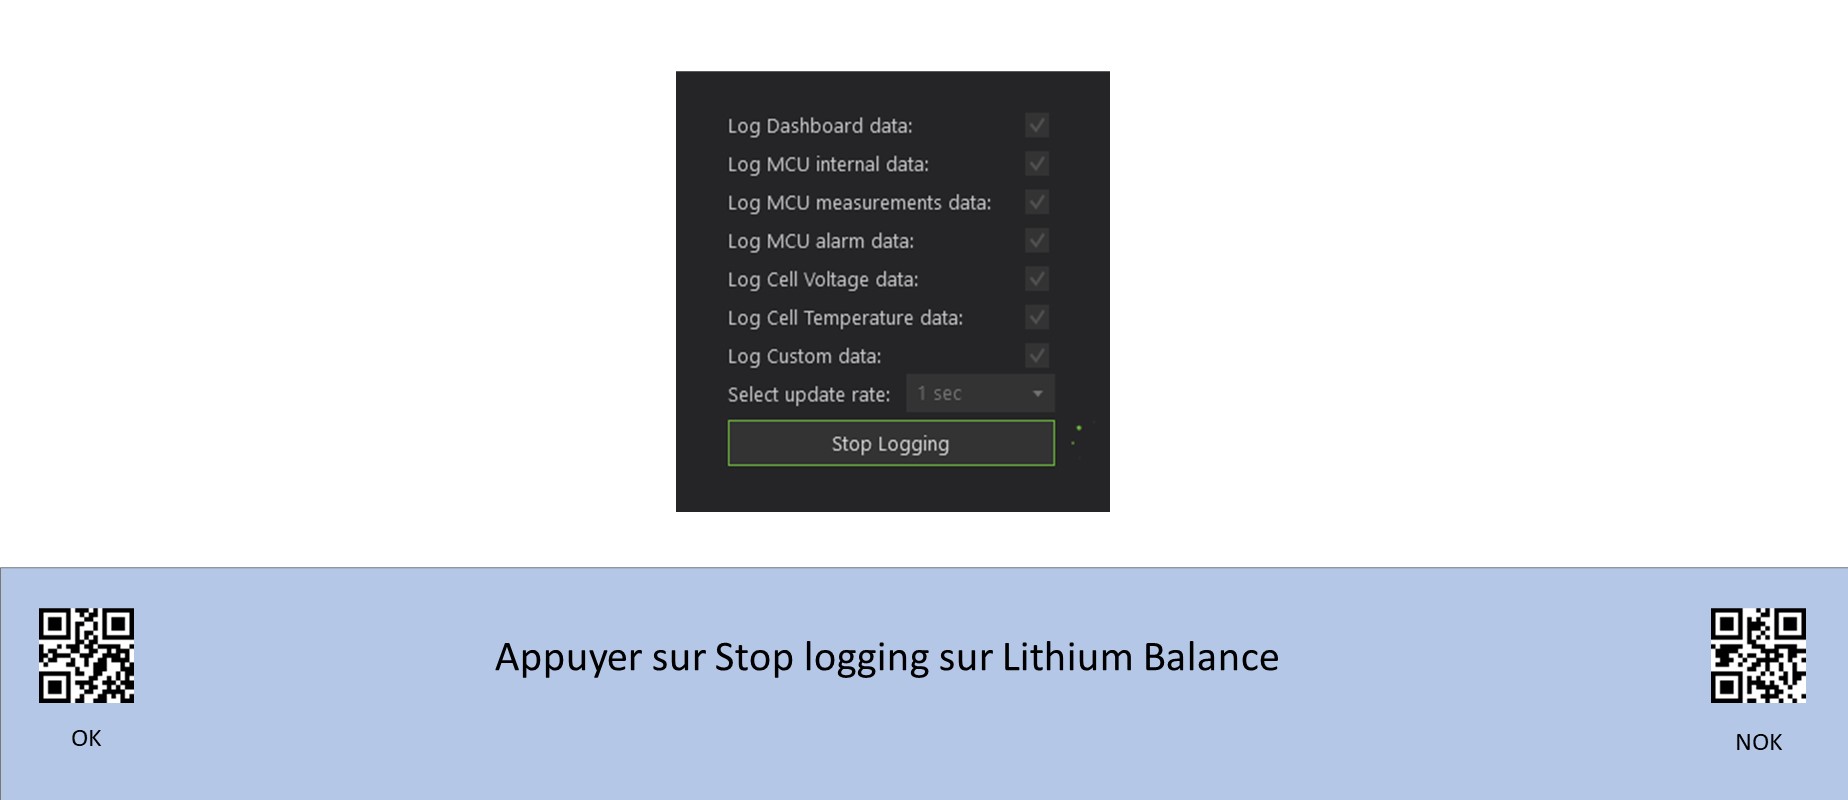 Log Dashboard data:
Log MCU internal data:
Log MCU measurements data:
Log MCU alarm data:
Log Cell Voltage data:
Log Cell Temperature data:
Log Custom data:
Select update rate: 1 sec
Stop Logging
Appuyer sur Stop logging sur Lithium Balance
OK
NOK